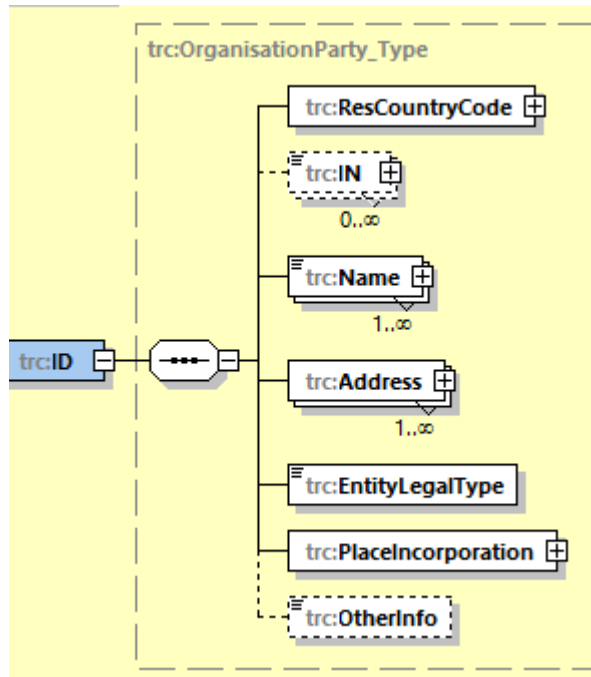 trc:OrganisationParty_Type
trc:ResCountryCode
trc:IN
0..∞
trc:Name
1..∞
trc:ID
trc:Address
1..∞
trc:EntityLegalType
trc:PlaceIncorporation
trc:OtherInfo